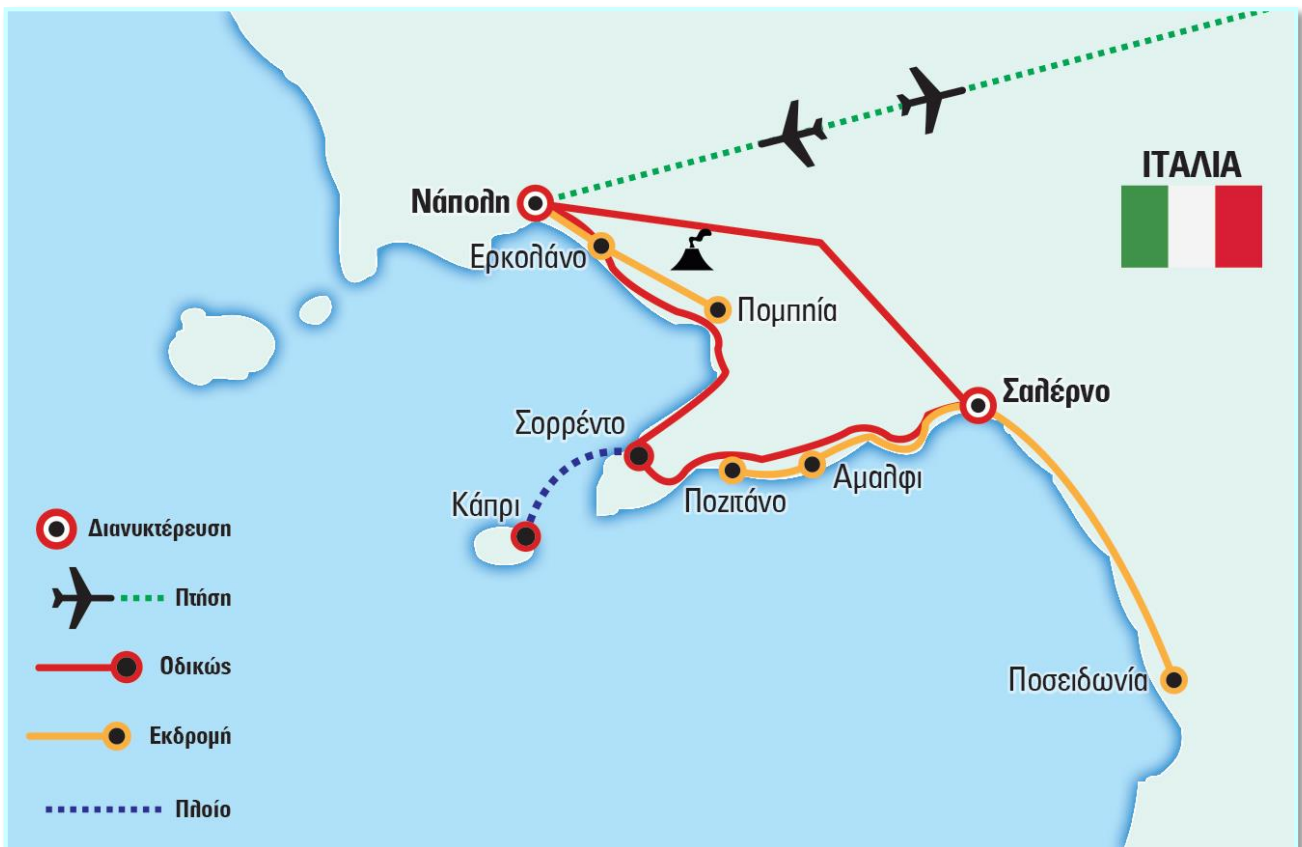 ΙΤΑΛΙΑ
Νάπολη
Ερκολάνο
Πομπηία
Σαλέρνο
Σορρέντο
Αμαλφι
Ποζιτάνο
Κάπρι
Ποσειδωνία
Διανυκτέρευση
Πτήση
Οδικώς
Εκδρομή
Πλοίο